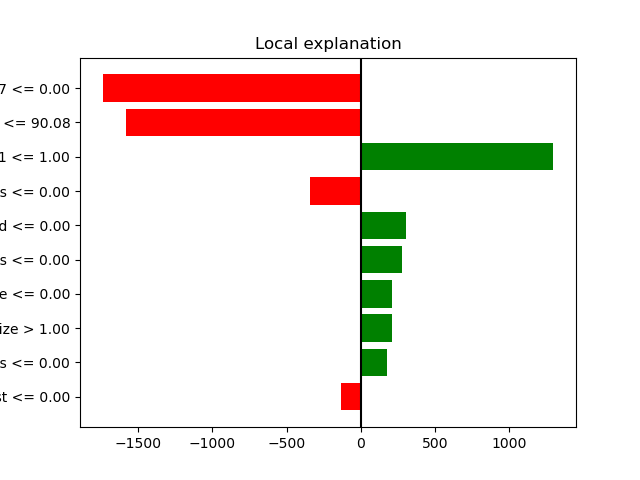 Local explanation
7 <= 0.00
<= 90.08
1 <= 1.00
s <= 0.00
d <= 0.00
s <= 0.00
e <= 0.00
ize > 1.00
s <= 0.00
st <= 0.00
−1500 −1000 −500 0 500 1000